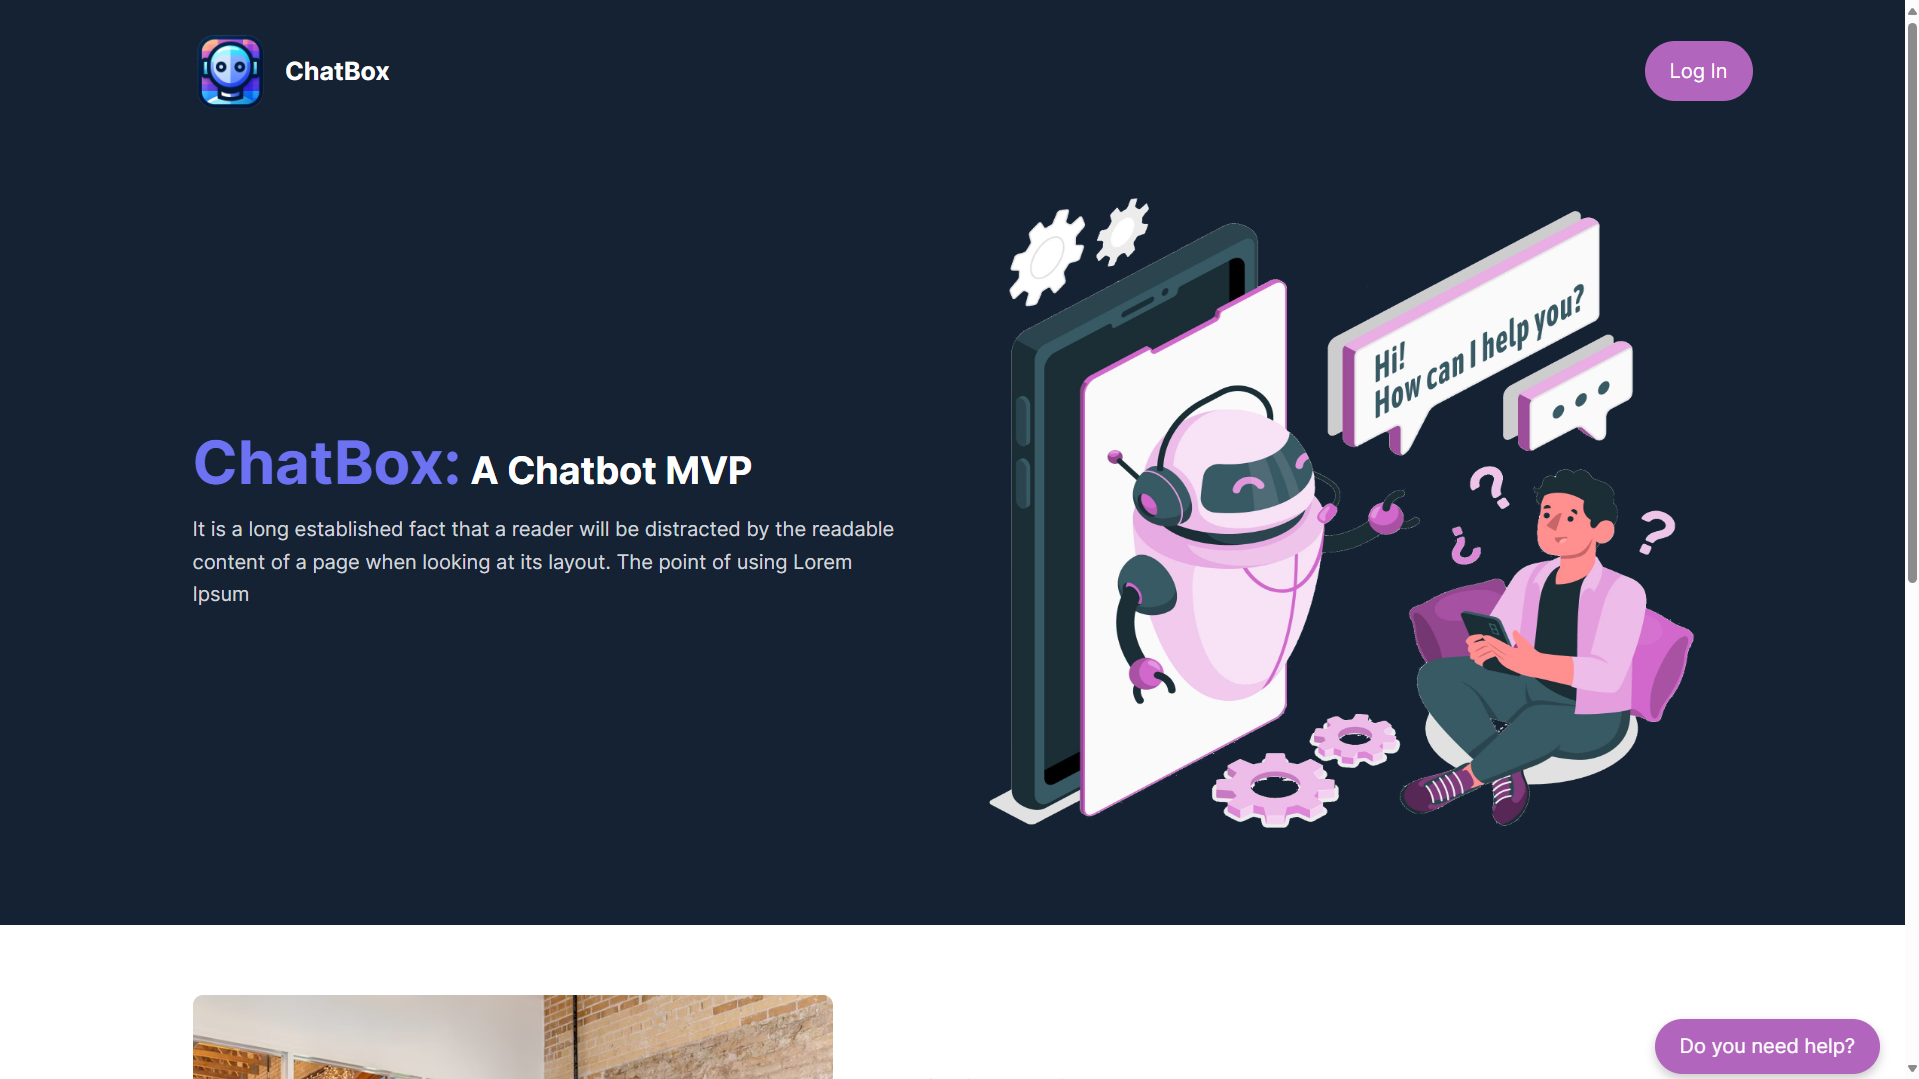 ChatBox
Log In
Hi!
How can I help you?
ChatBox: A Chatbot MVP
It is a long established fact that a reader will be distracted by the readable
content of a page when looking at its layout. The point of using Lorem
Ipsum
Do you need help?